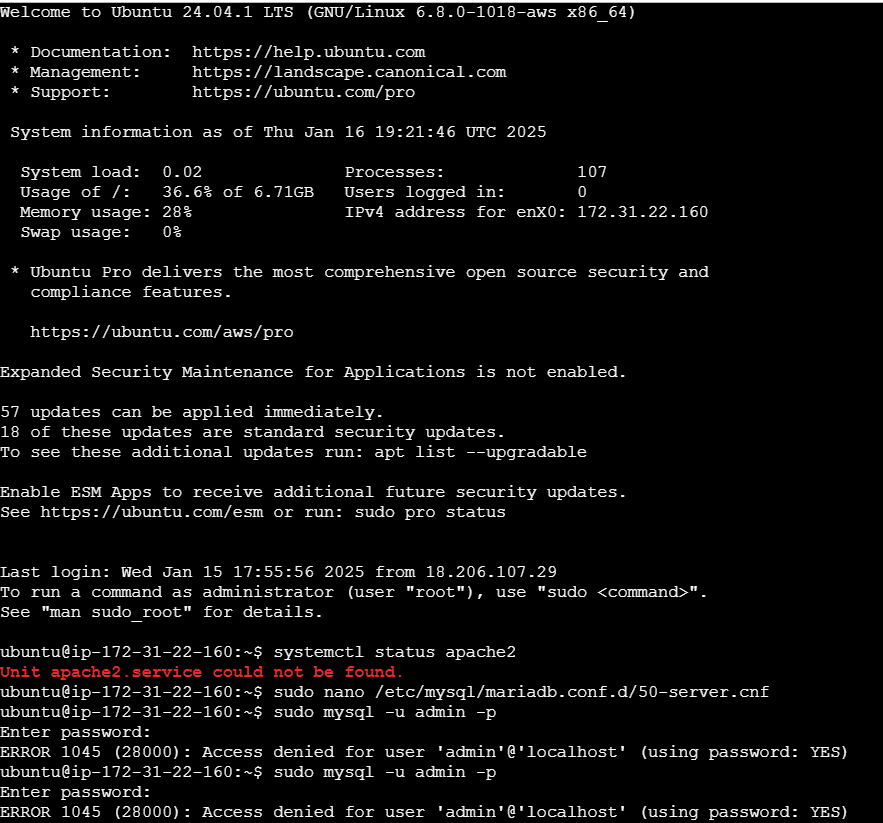 Welcome to Ubuntu 24.04.1 LTS (GNU/Linux 6.8.0-1018-aws x86_64)
* Documentation: https://help.ubuntu.com
* Management: https://landscape.canonical.com
* Support: https://ubuntu.com/pro
System information as of Thu Jan 16 19:21:46 UTC 2025
System load: 0.02 Processes: 107
Usage of /: 36.6% of 6.71GB Users logged in: 0
Memory usage: 28% IPv4 address for enX0: 172.31.22.160
Swap usage: 0%
* Ubuntu Pro delivers the most comprehensive open source security and
compliance features.
https://ubuntu.com/aws/pro
Expanded Security Maintenance for Applications is not enabled.
57 updates can be applied immediately.
18 of these updates are standard security updates.
To see these additional updates run: apt list --upgradable
Enable ESM Apps to receive additional future security updates.
See https://ubuntu.com/esm or run: sudo pro status
Last login: Wed Jan 15 17:55:56 2025 from 18.206.107.29
To run a command as administrator (user "root"), use "sudo <command>".
See "man sudo_root" for details.
ubuntu@ip-172-31-22-160:~$ systemctl status apache2
Unit apache2.service could not be found.
ubuntu@ip-172-31-22-160:~$ sudo nano /etc/mysql/mariadb.conf.d/50-server.cnf
ubuntu@ip-172-31-22-160:~$ sudo mysql -u admin -p
Enter password:
ERROR 1045 (28000): Access denied for user 'admin'@'localhost' (using password: YES)
ubuntu@ip-172-31-22-160:~$ sudo mysql -u admin -p
Enter password:
ERROR 1045 (28000): Access denied for user 'admin'@'localhost' (using password: YES)